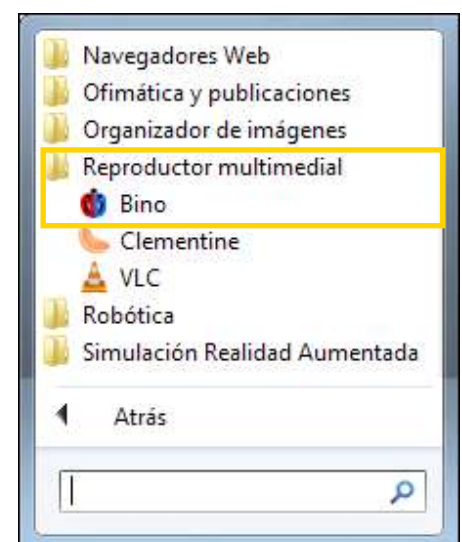 Navegadores Web
Ofimática y publicaciones
Organizador de imágenes
Reproductor multimedial
Bino
Clementine
VLC
Robótica
Simulación Realidad Aumentada
Atrás